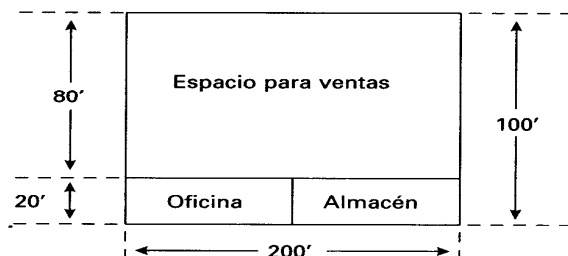 80'
Espacio para ventas
100'
20'
Oficina
Almacén
200'